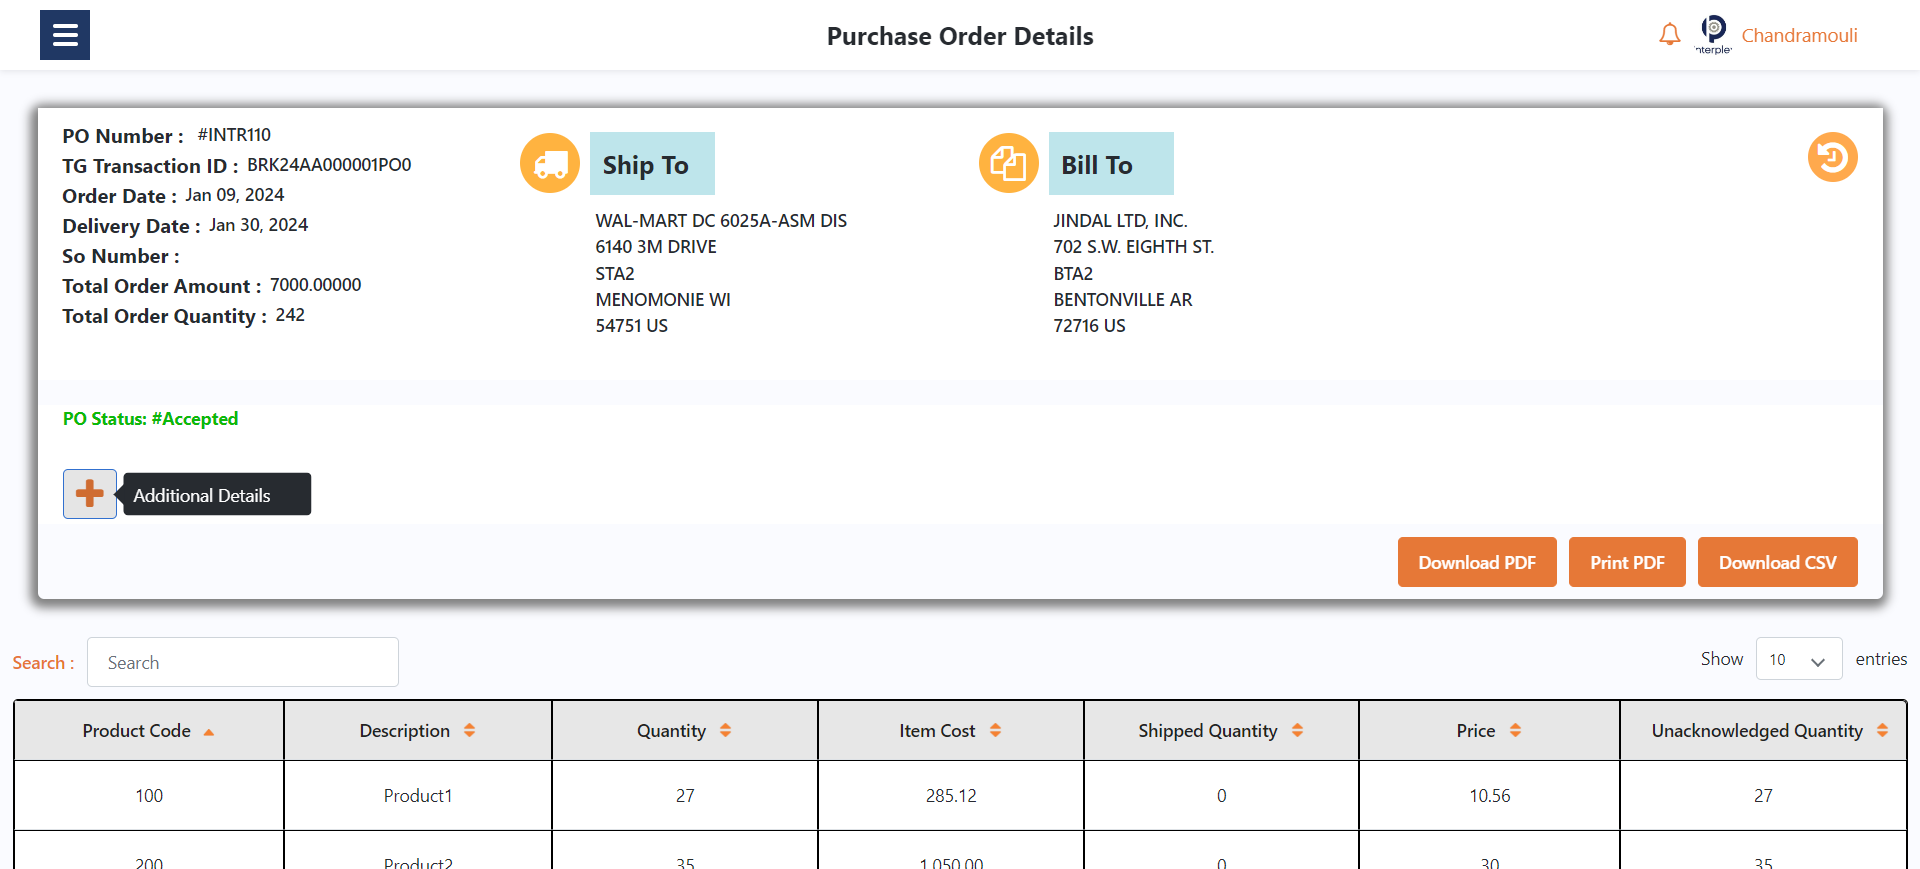 Purchase Order Details
nterple
Chandramouli
PO Number : #INTR110
TG Transaction ID : BRK24AA000001PO0
Order Date : Jan 09, 2024
Delivery Date : Jan 30, 2024
So Number :
Total Order Amount : 7000.00000
Total Order Quantity : 242
Ship To
WAL-MART DC 6025A-ASM DIS
6140 3M DRIVE
STA2
MENOMONIE WI
54751 US
Bill To
JINDAL LTD, INC.
702 S.W. EIGHTH ST.
BTA2
BENTONVILLE AR
72716 US
PO Status: #Accepted
Additional Details
Download PDF Print PDF Download CSV
Search : Search
Show 10 entries
Product Code Description Quantity Item Cost Shipped Quantity Price Unacknowledged Quantity
100 Product1 27 285.12 0 10.56 27
200 Product2 35 1,050.00 0 30 35